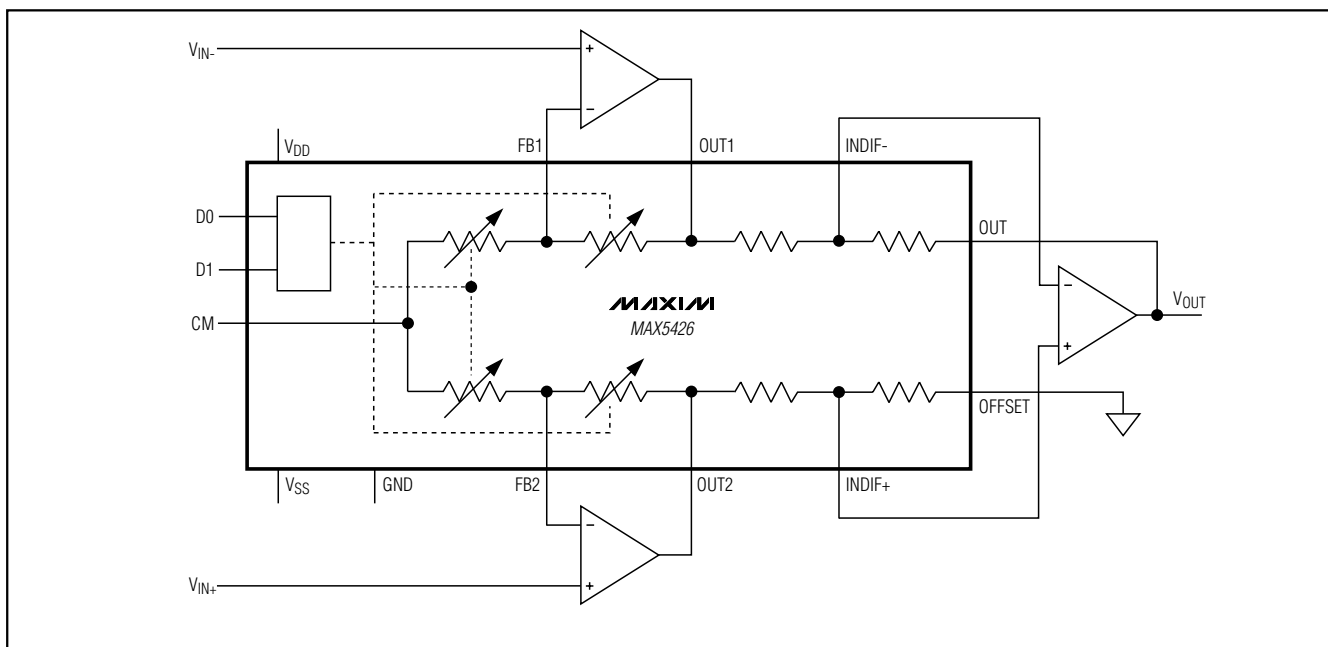 VIN-
+
−
VDD
FB1
OUT1
INDIF-
D0
D1
OUT
CM
MAXIM
MAX5426
−
+
VOUT
OFFSET
VSS
GND
FB2
OUT2
INDIF+
−
+
VIN+